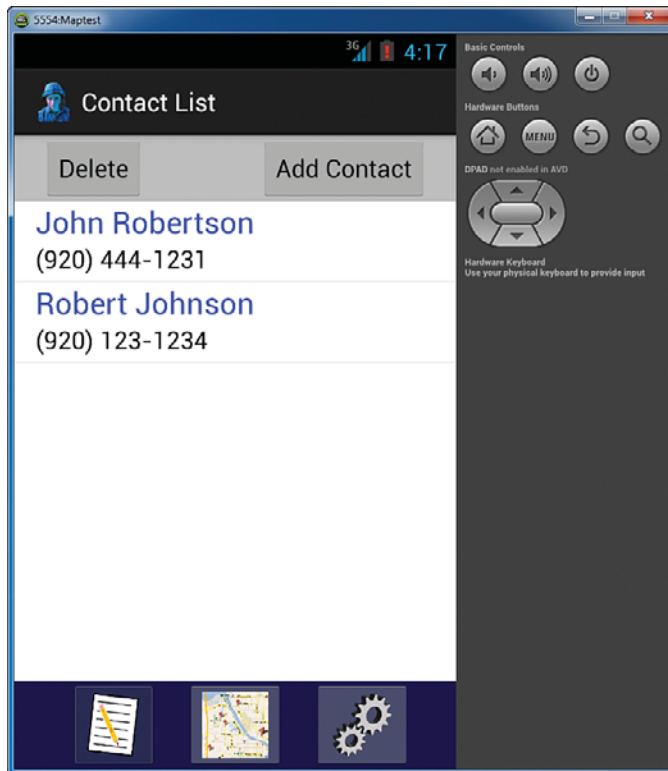 5554:Maptest
3G 4:17
Contact List
Delete Add Contact
John Robertson
(920) 444-1231
Robert Johnson
(920) 123-1234
Basic Controls
Hardware Buttons
MENU
DPAD not enabled in AVD
Hardware Keyboard
Use your physical keyboard to provide input